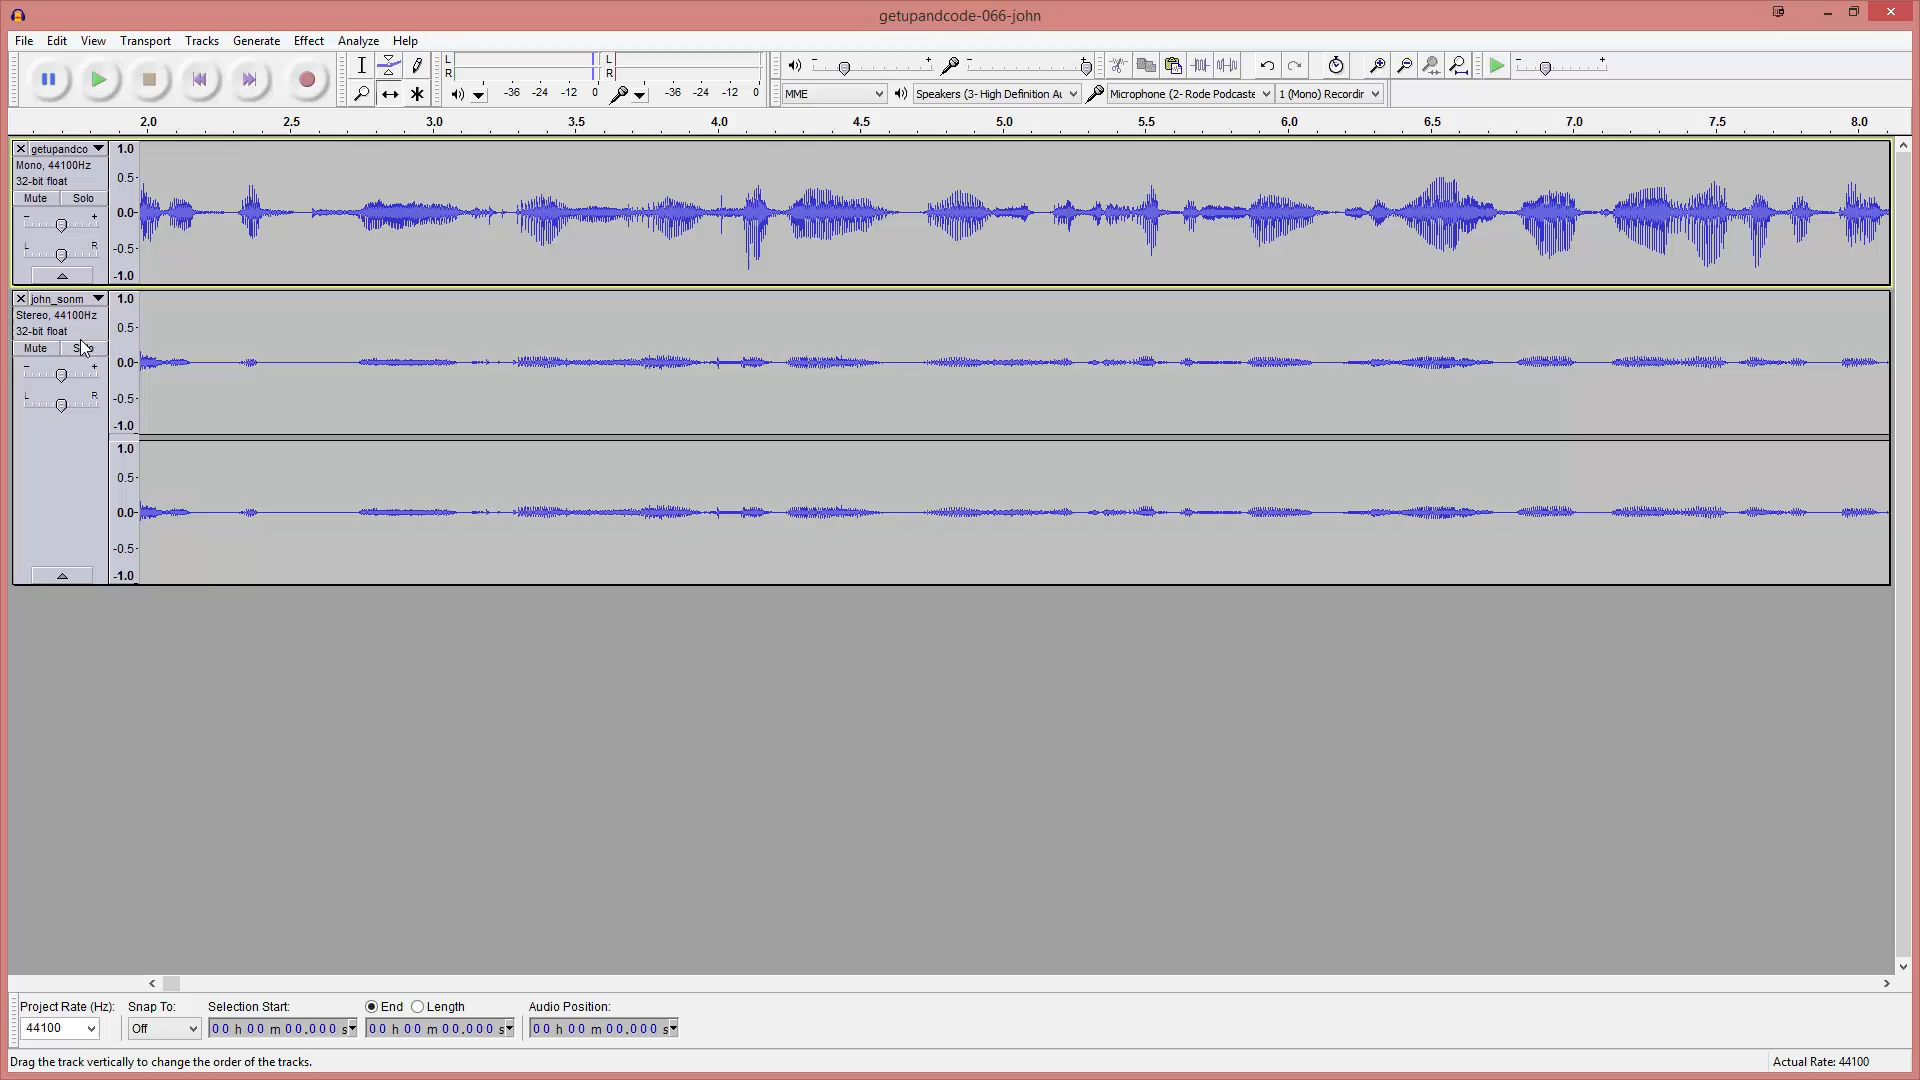 getupandcode-066-john
File Edit View Transport Tracks Generate Effect Analyze Help
L R -36 -24 -12 0 L R -36 -24 -12 0
MME Speakers (3- High Definition Au Microphone (2- Rode Podcaste 1 (Mono) Recordin
2.0 2.5 3.0 3.5 4.0 4.5 5.0 5.5 6.0 6.5 7.0 7.5 8.0
getupandco
Mono, 44100Hz
32-bit float
Mute Solo
- +
L R
1.0
0.5
0.0
-0.5
-1.0
john_sonm
Stereo, 44100Hz
32-bit float
Mute
- +
L R
1.0
0.5
0.0
-0.5
-1.0
1.0
0.5
0.0
-0.5
-1.0
Project Rate (Hz): Snap To: Selection Start: End Length Audio Position:
44100 Off 00 h 00 m 00.000 s 00 h 00 m 00.000 s 00 h 00 m 00.000 s
Drag the track vertically to change the order of the tracks. Actual Rate: 44100